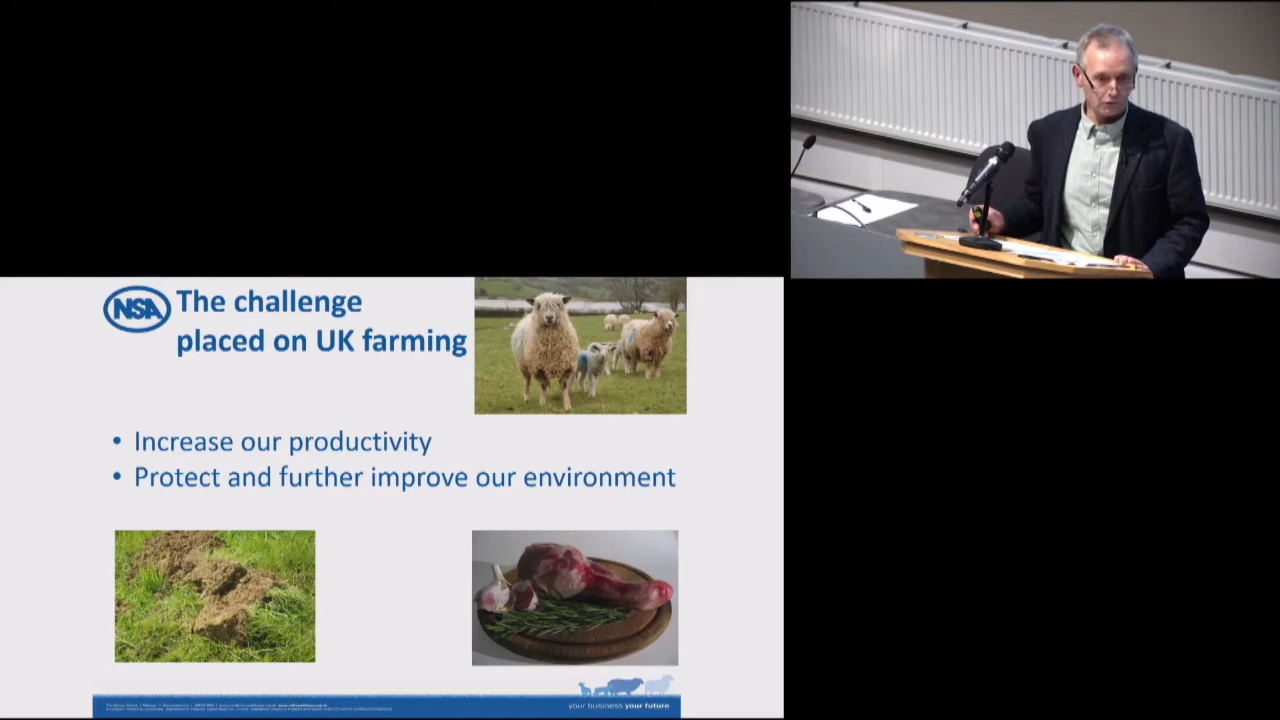 NSA
The challenge
placed on UK farming
• Increase our productivity
• Protect and further improve our environment
your business your future